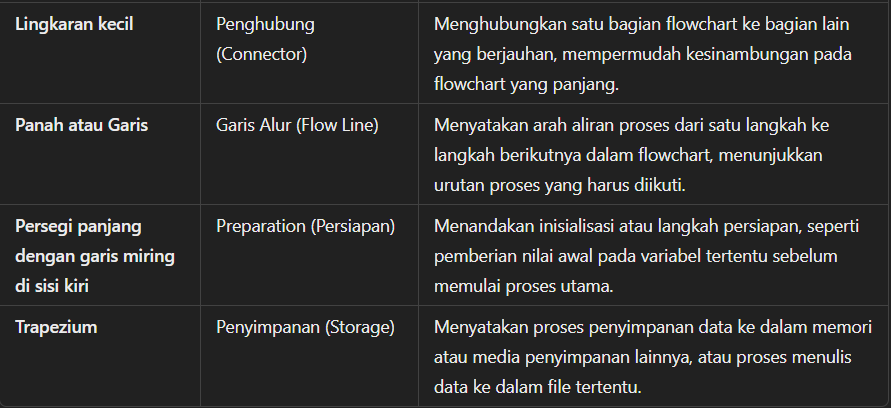 Lingkaran kecil
Penghubung
(Connector)
Menghubungkan satu bagian flowchart ke bagian lain
yang berjauhan, mempermudah kesinambungan pada
flowchart yang panjang.
Panah atau Garis
Garis Alur (Flow Line)
Menyatakan arah aliran proses dari satu langkah ke
langkah berikutnya dalam flowchart, menunjukkan
urutan proses yang harus diikuti.
Persegi panjang
dengan garis miring
di sisi kiri
Preparation (Persiapan)
Menandakan inisialisasi atau langkah persiapan, seperti
pemberian nilai awal pada variabel tertentu sebelum
memulai proses utama.
Trapezium
Penyimpanan (Storage)
Menyatakan proses penyimpanan data ke dalam memori
atau media penyimpanan lainnya, atau proses menulis
data ke dalam file tertentu.